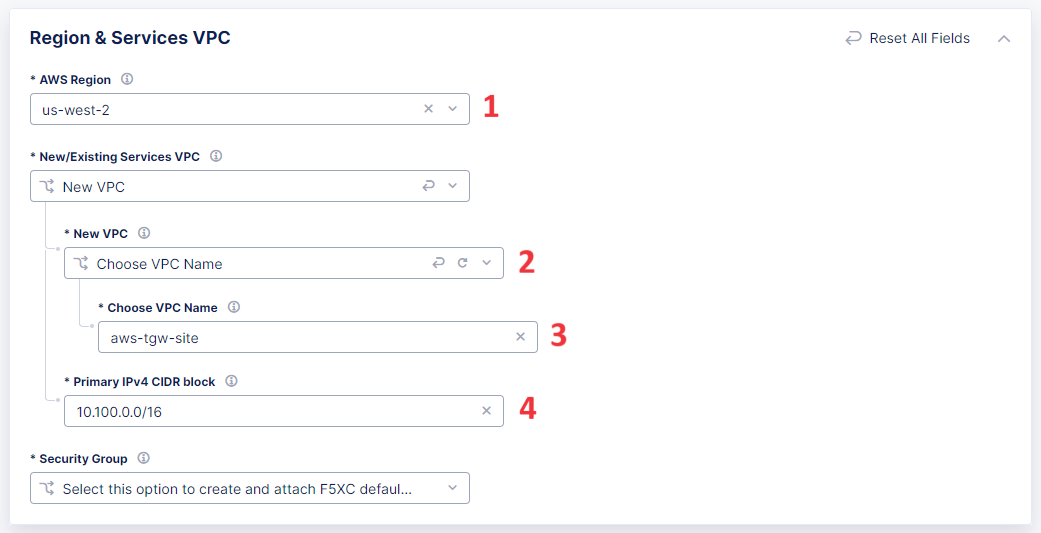 Region & Services VPC
Reset All Fields
* AWS Region
us-west-2
1
* New/Existing Services VPC
New VPC
* New VPC
Choose VPC Name
2
* Choose VPC Name
aws-tgw-site
3
* Primary IPv4 CIDR block
10.100.0.0/16
4
* Security Group
Select this option to create and attach F5XC defaul...